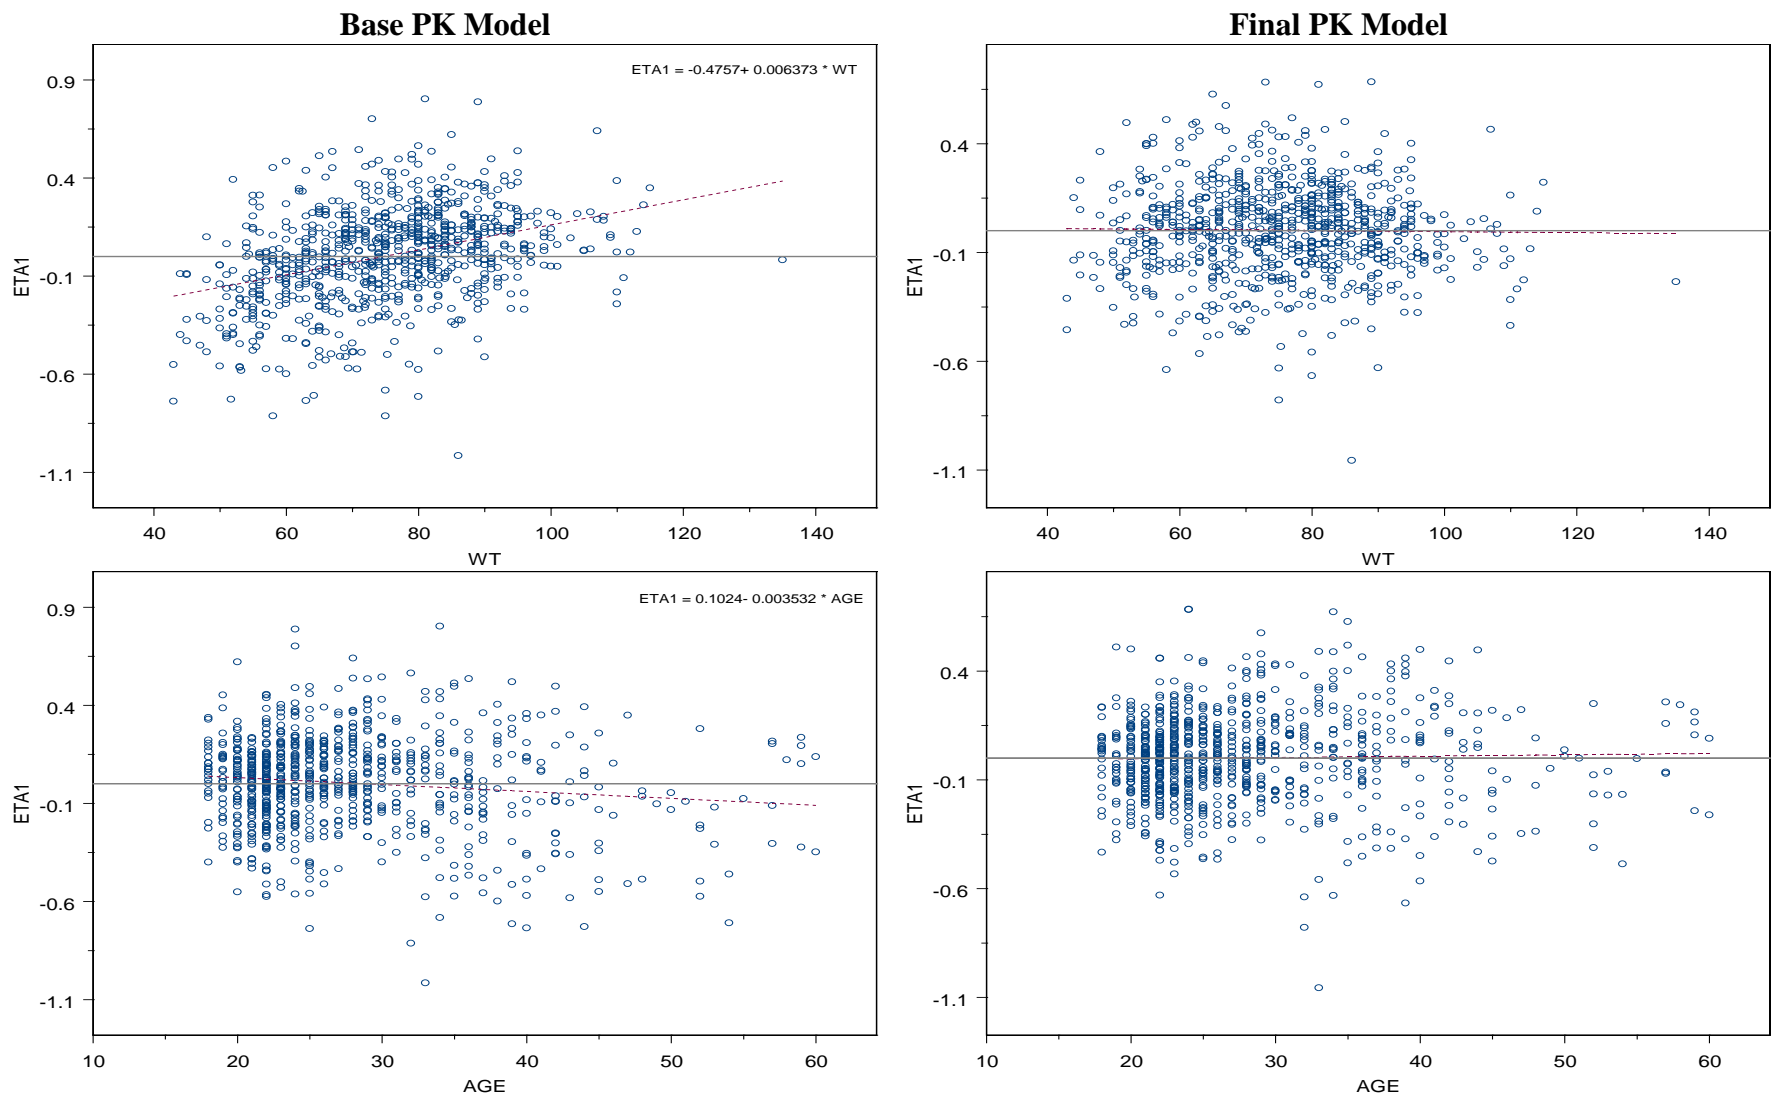 Base PK Model
Final PK Model
ETA1 = -0.4757+ 0.006373 * WT
0.9
0.4
-0.1
-0.6
-1.1
ETA1
40 60 80 100 120 140
WT
0.4
-0.1
-0.6
-1.1
ETA1
40 60 80 100 120 140
WT
ETA1 = 0.1024- 0.003532 * AGE
0.9
0.4
-0.1
-0.6
-1.1
ETA1
10 20 30 40 50 60
AGE
0.4
-0.1
-0.6
-1.1
ETA1
10 20 30 40 50 60
AGE